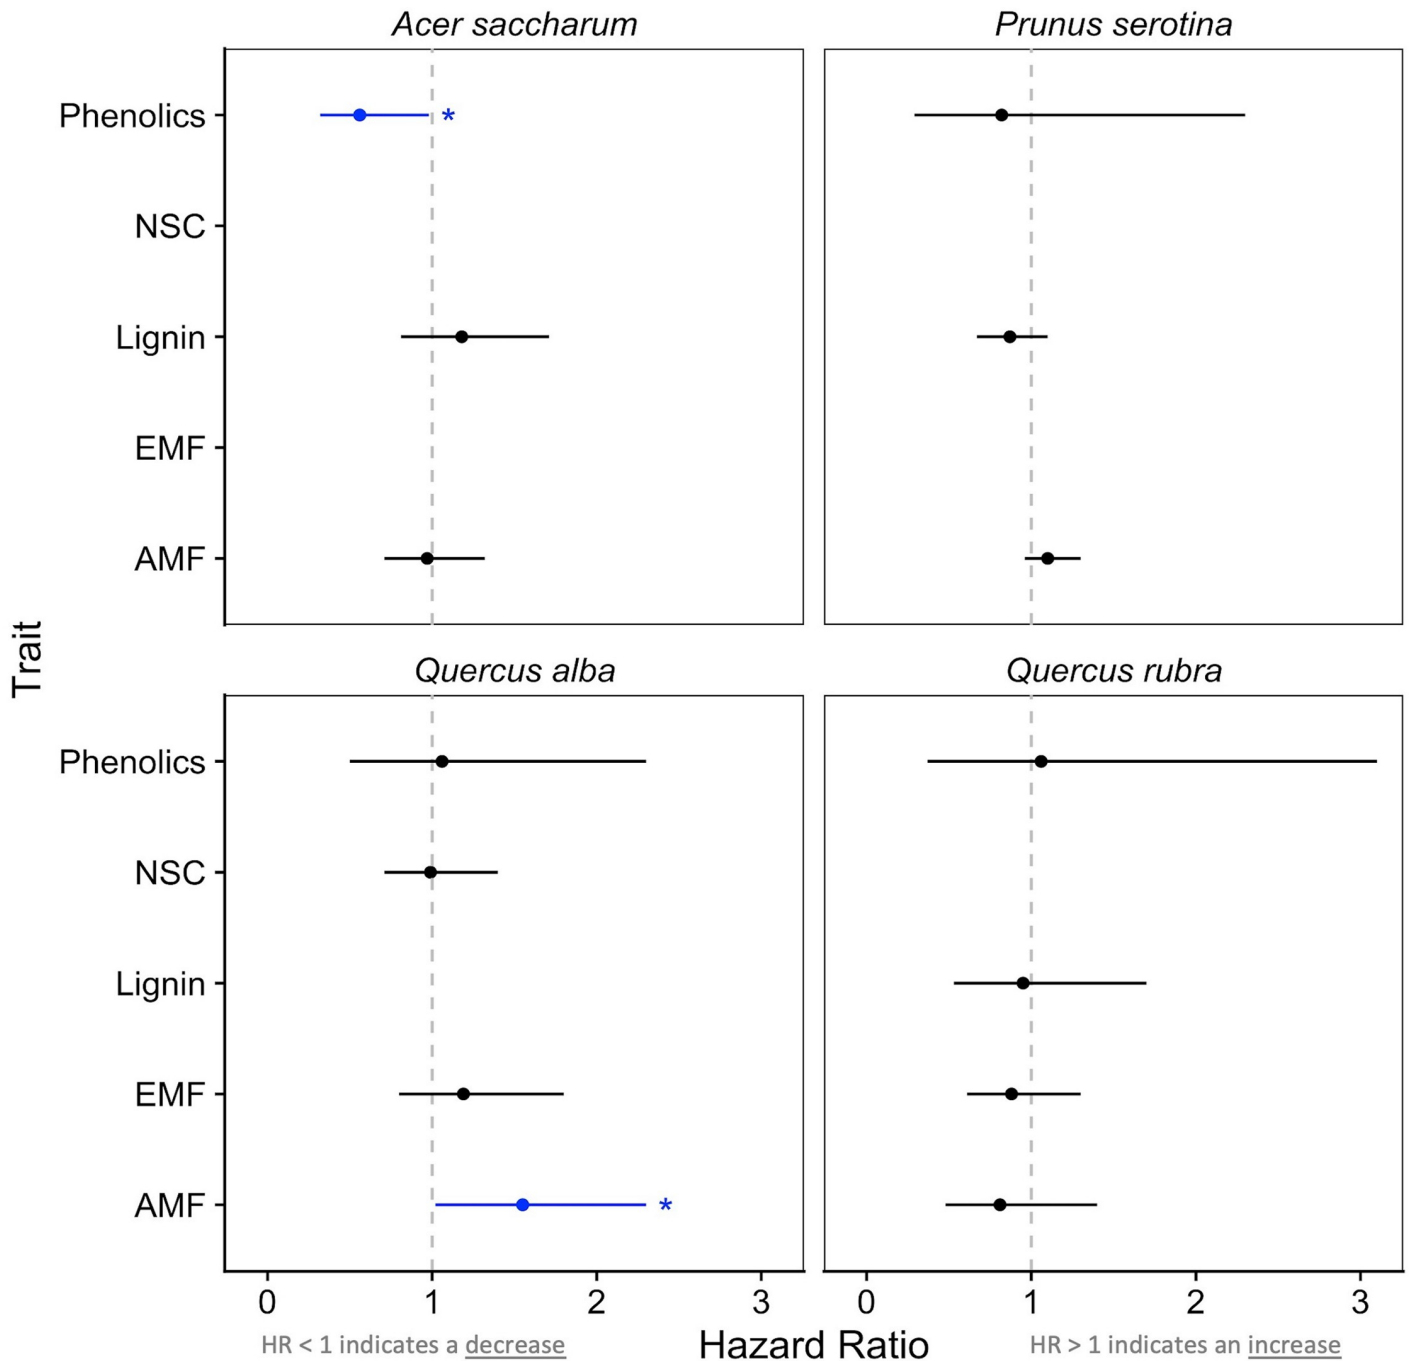 Acer saccharum
Prunus serotina
Phenolics
*
NSC
Lignin
EMF
AMF
Trait
Quercus alba
Quercus rubra
Phenolics
NSC
Lignin
EMF
AMF
*
0 1 2 3
0 1 2 3
HR < 1 indicates a decrease
Hazard Ratio
HR > 1 indicates an increase